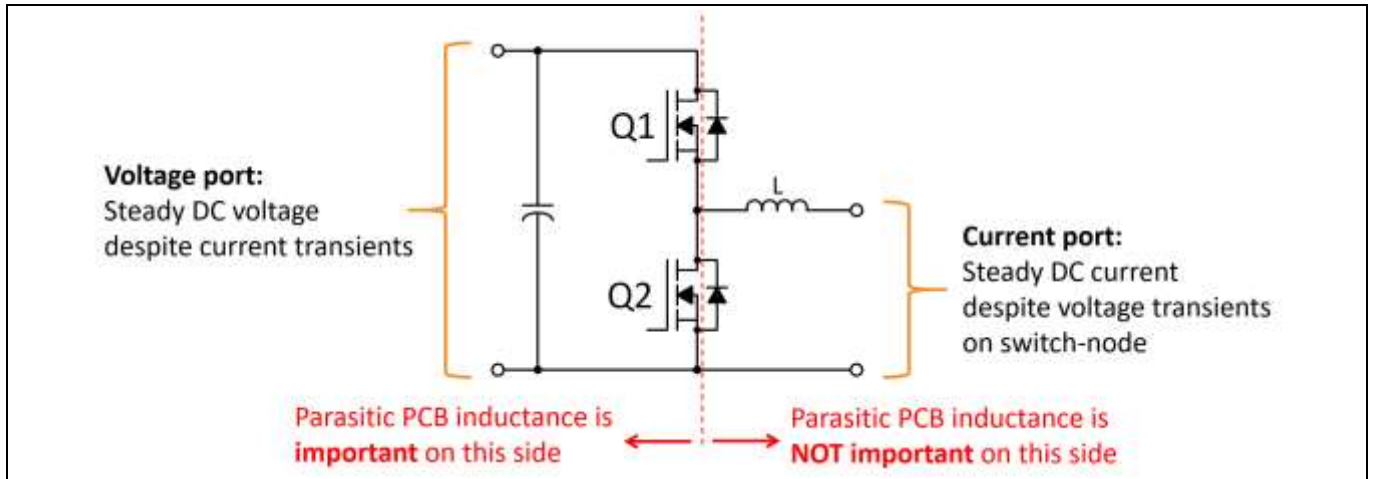 Voltage port:
Steady DC voltage
despite current transients
Q1
L
Q2
Current port:
Steady DC current
despite voltage transients
on switch-node
Parasitic PCB inductance is
important on this side
Parasitic PCB inductance is
NOT important on this side